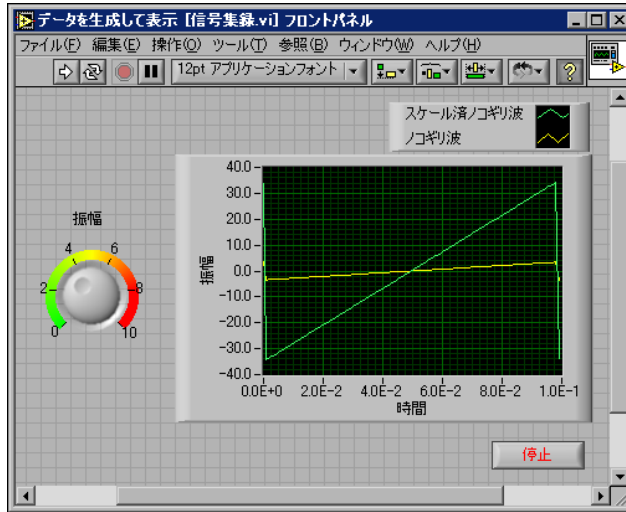 データを生成して表示 [信号集録.vi] フロントパネル
ファイル(F) 編集(E) 操作(O) ツール(T) 参照(B) ウィンドウ(W) ヘルプ(H)
12pt アプリケーションフォント
スケール済ノコギリ波
ノコギリ波
振幅
0 2 4 6 8 10
振幅
40.0
30.0
20.0
10.0
0.0
-10.0
-20.0
-30.0
-40.0
0.0E+0 2.0E-2 4.0E-2 6.0E-2 8.0E-2 1.0E-1
時間
停止